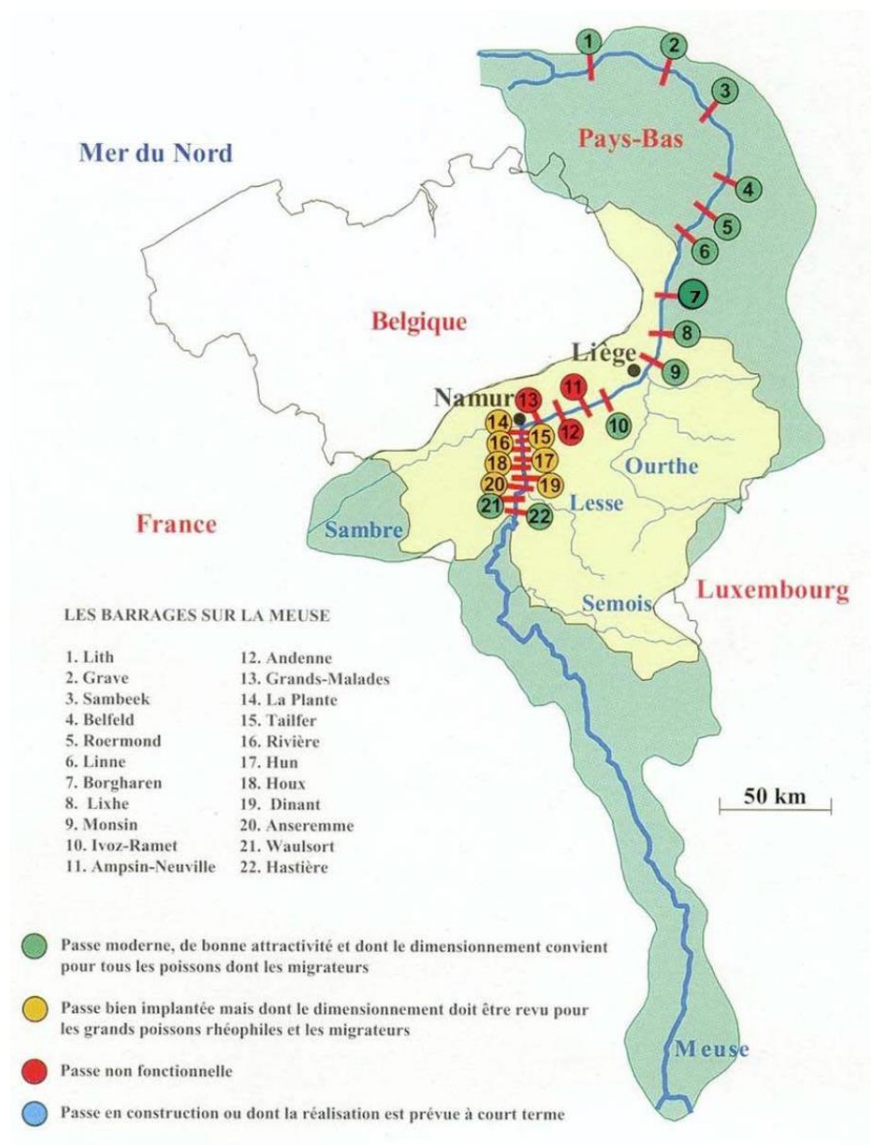 1
2
3
Pays-Bas
Mer du Nord
4
5
6
7
Belgique
8
Liège
9
Namur
13
11
14
15
12
10
16
17
18
Ourthe
20
19
Lesse
21
22
France
Sambre
Luxembourg
Semois
LES BARRAGES SUR LA MEUSE
1. Lith
2. Grave
3. Sambeek
4. Belfeld
5. Roermond
6. Linne
7. Borgharen
8. Lixhe
9. Monsin
10. Ivoz-Ramet
11. Ampsin-Neuville
12. Andenne
13. Grands-Malades
14. La Plante
15. Tailfer
16. Rivière
17. Hun
18. Houx
19. Dinant
20. Anseremme
21. Waulsort
22. Hastière
50 km
Passe moderne, de bonne attractivité et dont le dimensionnement convient
pour tous les poissons dont les migrateurs
Passe bien implantée mais dont le dimensionnement doit être revu pour
les grands poissons rhéophiles et les migrateurs
Passe non fonctionnelle
Passe en construction ou dont la réalisation est prévue à court terme
Meuse